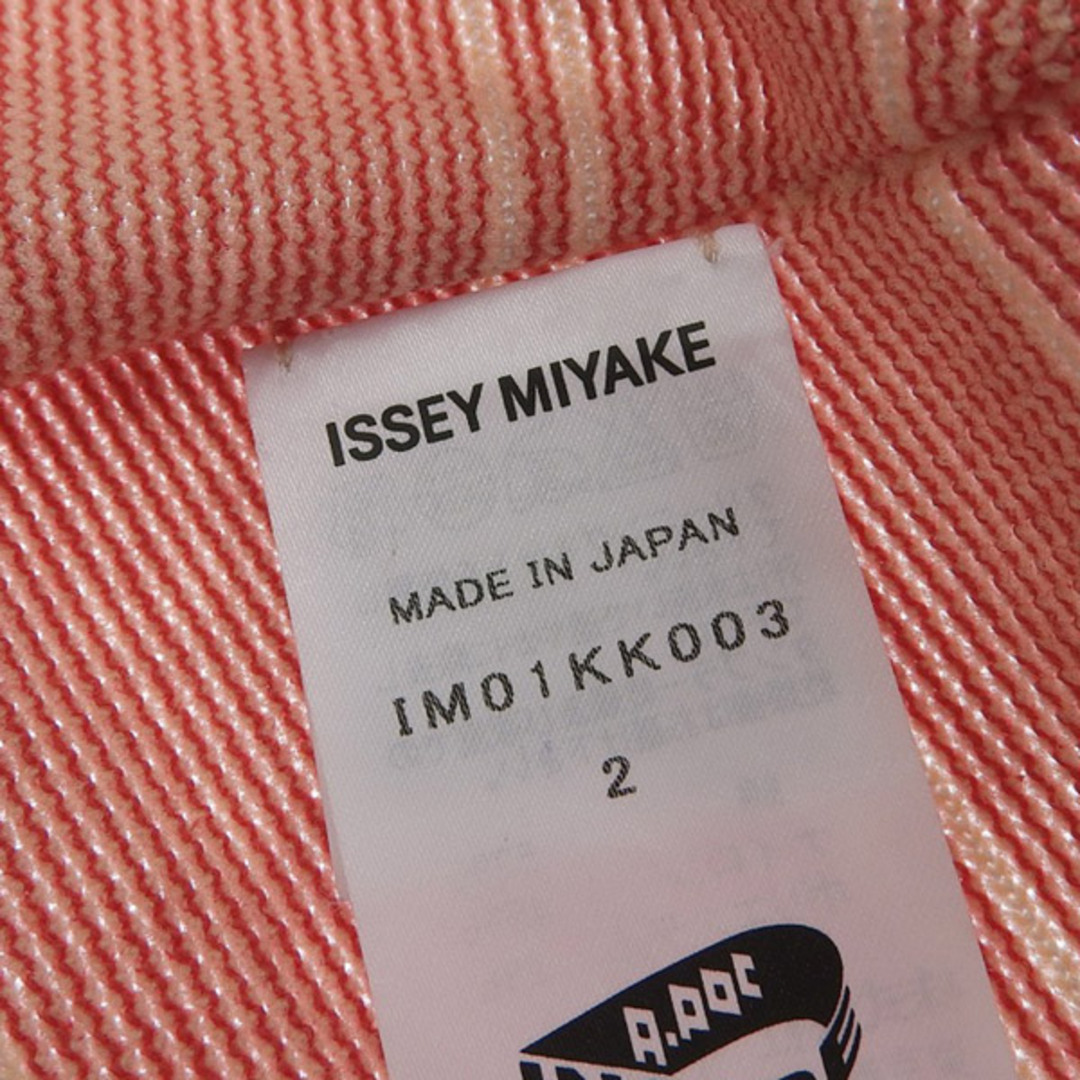 ISSEY MIYAKE
MADE IN JAPAN
IM01KK003
2
A.POC